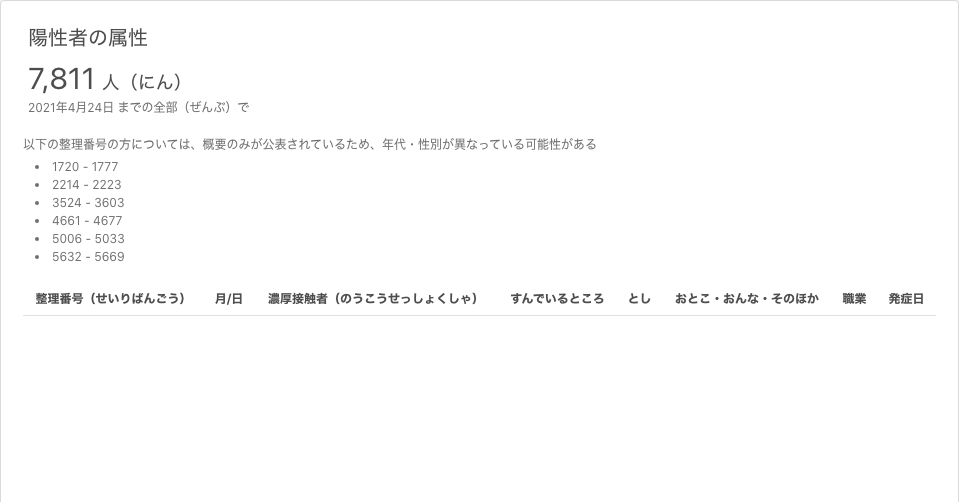 陽性者の属性
7,811 人（にん）
2021年4月24日 までの全部（ぜんぶ）で
以下の整理番号の方については、概要のみが公表されているため、年代・性別が異なっている可能性がある
• 1720 - 1777
• 2214 - 2223
• 3524 - 3603
• 4661 - 4677
• 5006 - 5033
• 5632 - 5669
整理番号（せいりばんごう） 月/日 濃厚接触者（のうこうせっしょくしゃ） すんでいるところ とし おとこ・おんな・そのほか 職業 発症日